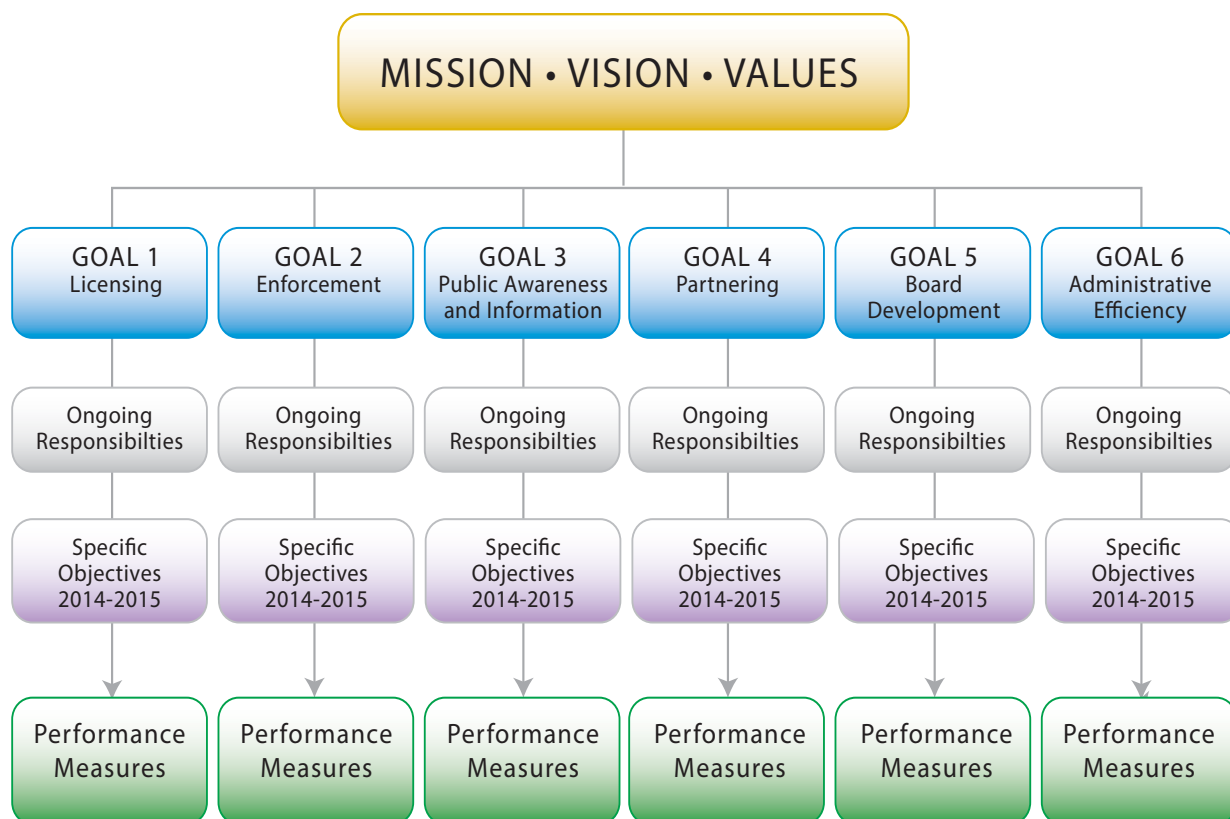 MISSION • VISION • VALUES
GOAL 1
Licensing
GOAL 2
Enforcement
GOAL 3
Public Awareness
and Information
GOAL 4
Partnering
GOAL 5
Board
Development
GOAL 6
Administrative
Efficiency
Ongoing
Responsibilties
Ongoing
Responsibilties
Ongoing
Responsibilties
Ongoing
Responsibilties
Ongoing
Responsibilties
Ongoing
Responsibilties
Specific
Objectives
2014-2015
Specific
Objectives
2014-2015
Specific
Objectives
2014-2015
Specific
Objectives
2014-2015
Specific
Objectives
2014-2015
Specific
Objectives
2014-2015
Performance
Measures
Performance
Measures
Performance
Measures
Performance
Measures
Performance
Measures
Performance
Measures